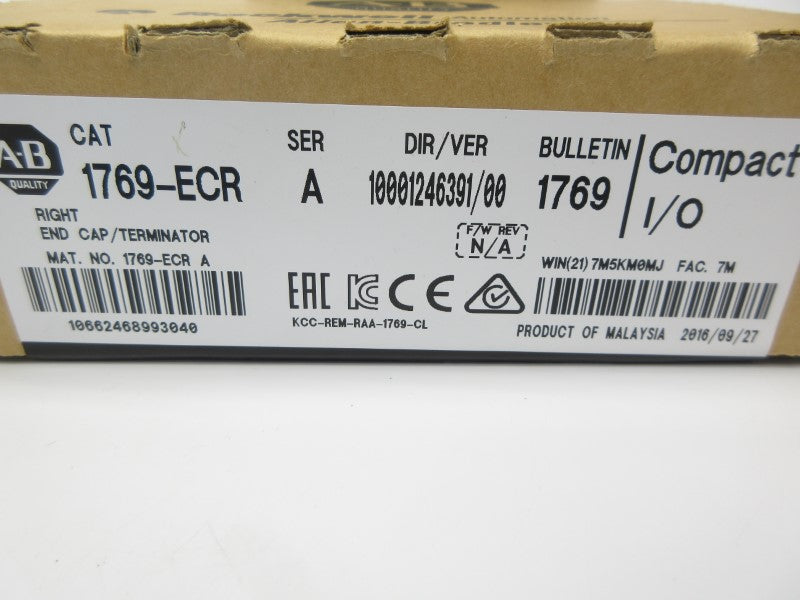 Automation
A-B
QUALITY
CAT
1769-ECR
SER
A
DIR/VER
10001246391/00
BULLETIN
1769
Compact
I/O
RIGHT
END CAP/TERMINATOR
F/W REV
N/A
MAT. NO. 1769-ECR A
10662468993040
EAC
KC
CE
KCC-REM-RAA-1769-CL
WIN(21) 7M5KM0MJ FAC. 7M
PRODUCT OF MALAYSIA 2016/09/27